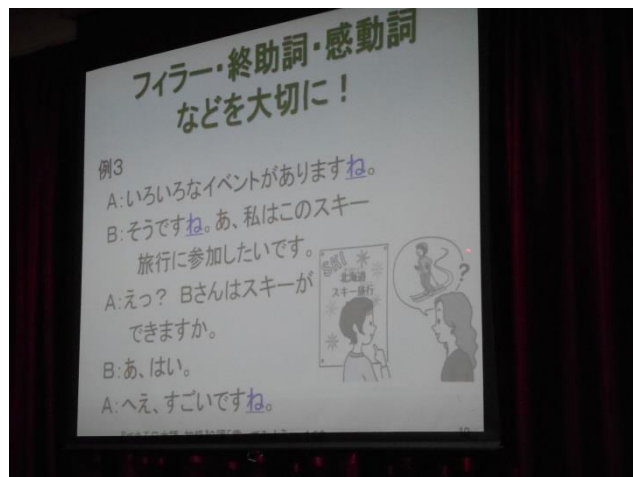 フィラー・終助詞・感動詞
などを大切に！
例3
A:いろいろなイベントがありますね。
B:そうですね。あ、私はこのスキー
旅行に参加したいです。
A:えっ？ Bさんはスキーが
できますか。
B:あ、はい。
A:へえ、すごいですね。
SKI
北海道
スキー旅行
?